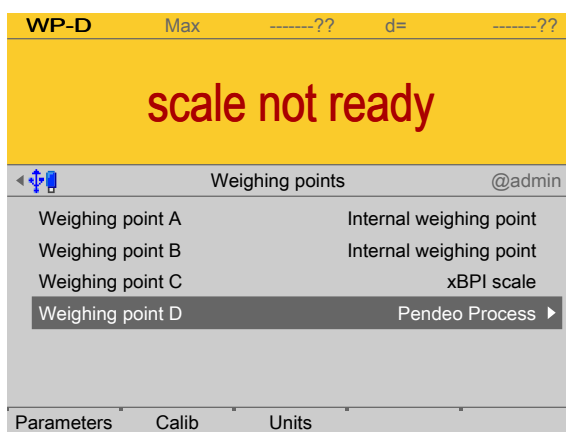 WP-D Max -------?? d= -------??
scale not ready
Weighing points @admin
Weighing point A Internal weighing point
Weighing point B Internal weighing point
Weighing point C xBPI scale
Weighing point D Pendeo Process
Parameters Calib Units